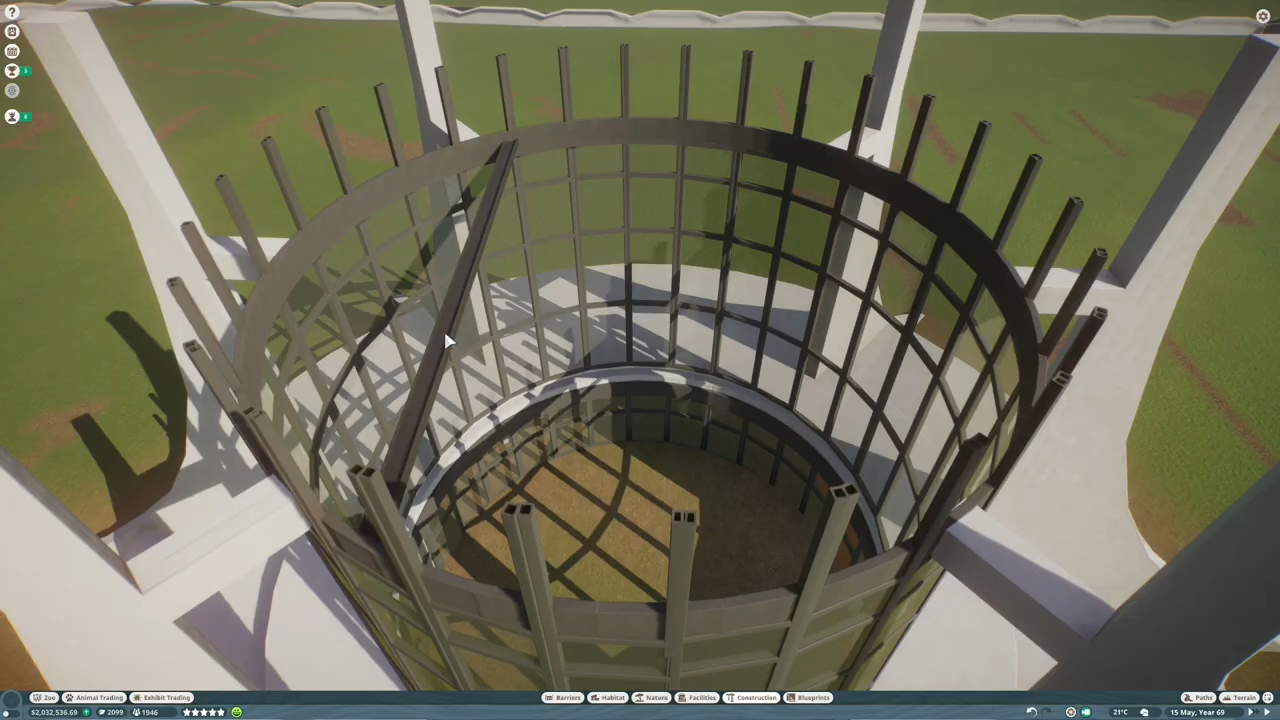 ?
Zoo Animal Trading Exhibit Trading Barriers Habitat Nature Facilities Construction Blueprints Paths Terrain
$2,032,536.69 2099 1946 21°C 15 May, Year 69